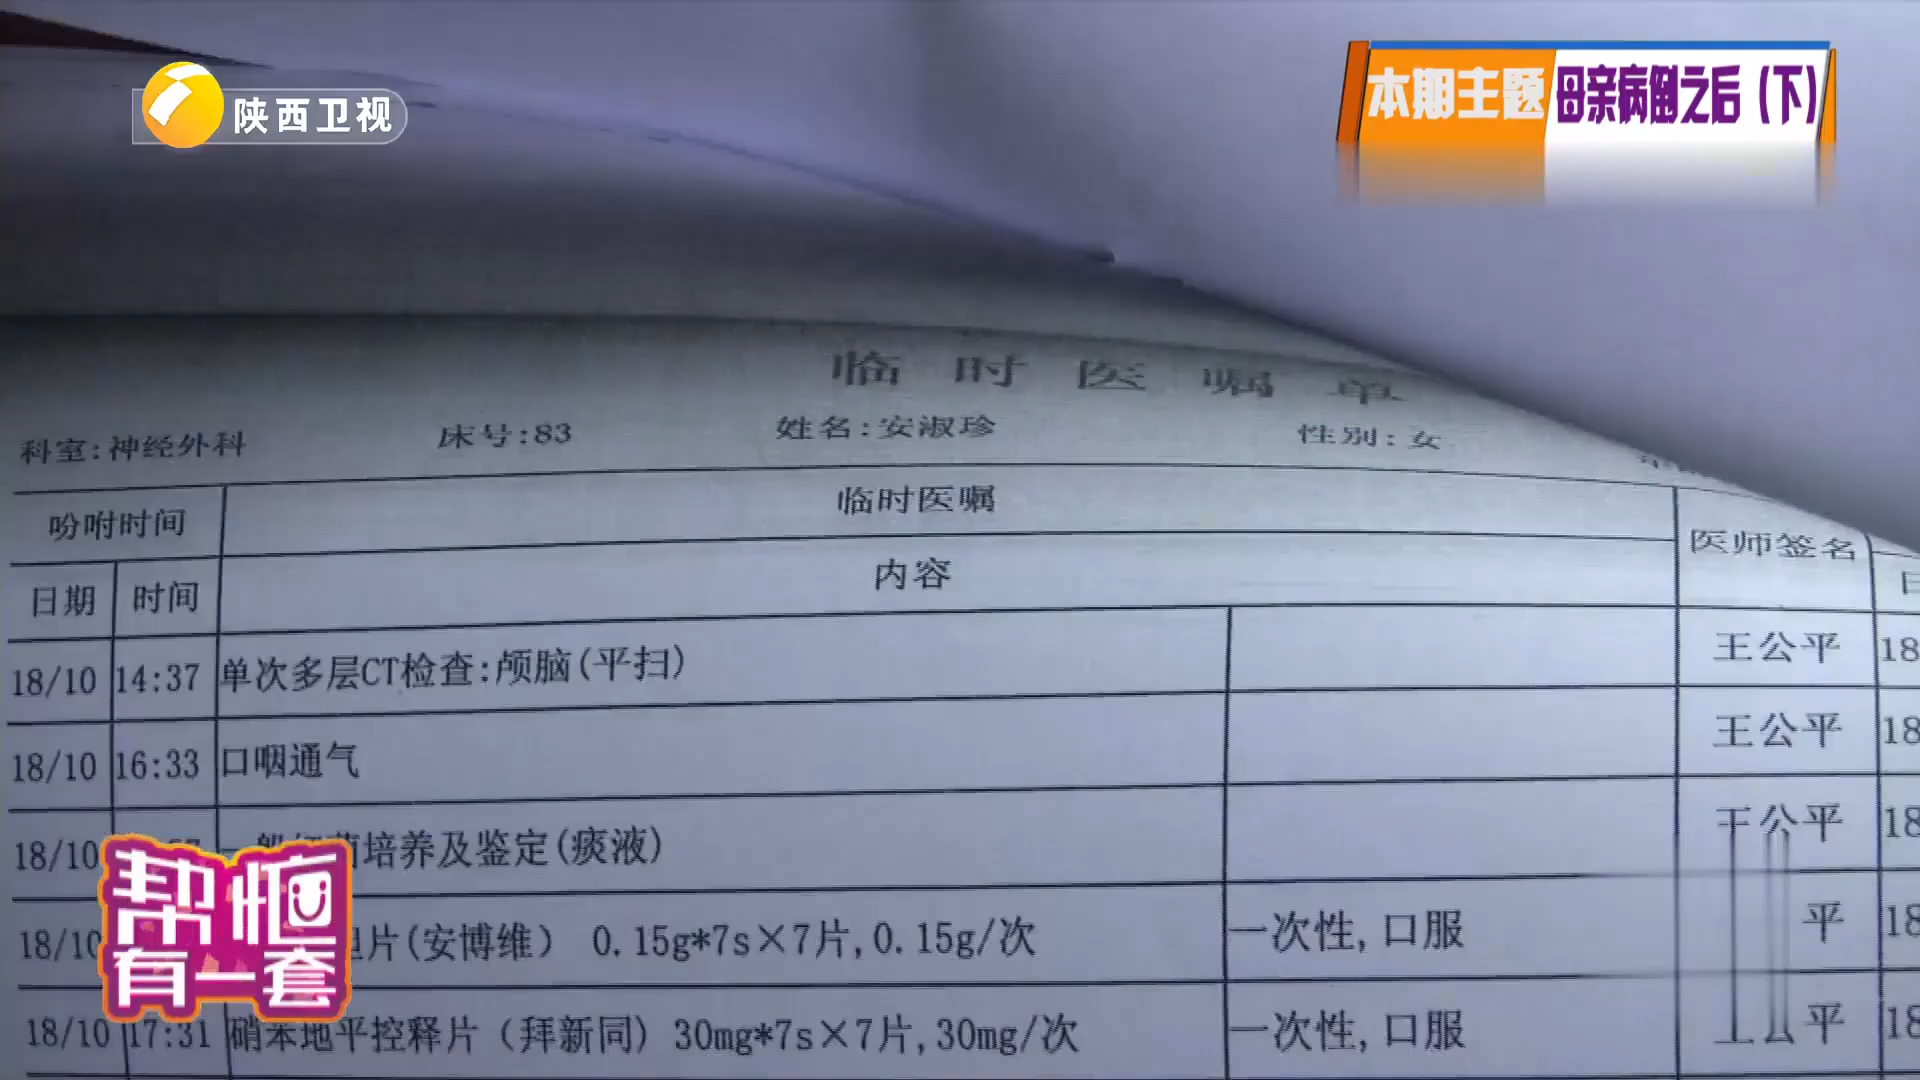 陕西卫视
本期主题 母亲病倒之后（下）
临时医嘱单
科室:神经外科 床号:83 姓名:安淑珍 性别:女
吩咐时间 临时医嘱 医师签名
日期 时间 内容
18/10 14:37 单次多层CT检查:颅脑(平扫) 王公平 18
18/10 16:33 口咽通气 王公平 18
18/10 培养及鉴定(痰液) 王公平 18
18/10 片(安博维） 0.15g*7s×7片,0.15g/次 一次性,口服 平 18
18/10 17:31 硝苯地平控释片（拜新同) 30mg*7s×7片,30mg/次 一次性,口服 平 18
帮忙
有一套